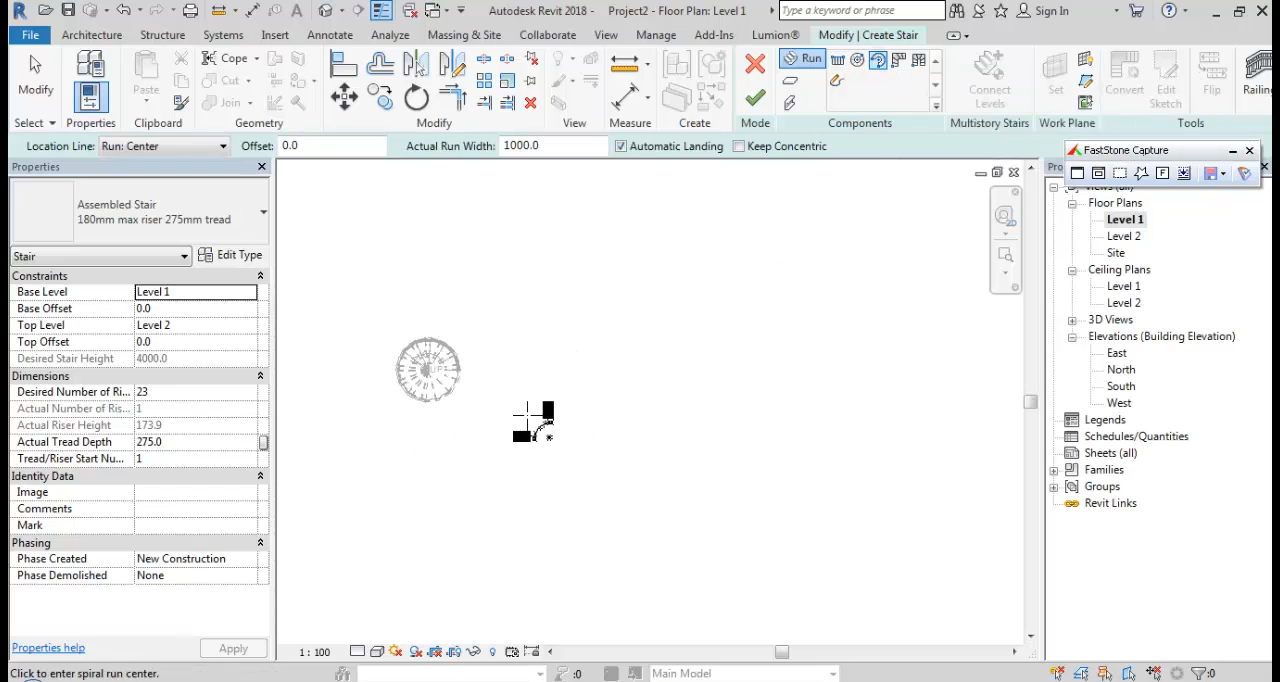 Autodesk Revit 2018 - Project2 - Floor Plan: Level 1
Type a keyword or phrase
Sign In
File Architecture Structure Systems Insert Annotate Analyze Massing & Site Collaborate View Manage Add-Ins Lumion® Modify | Create Stair
Modify
Paste
Cope
Cut
Join
Run
Connect
Levels
Set
Convert
Edit
Sketch
Flip
Railin
Select Properties Clipboard Geometry Modify View Measure Create Mode Components Multistory Stairs Work Plane Tools
Location Line: Run: Center Offset: 0.0 Actual Run Width: 1000.0 Automatic Landing Keep Concentric
FastStone Capture
Properties
Assembled Stair
180mm max riser 275mm tread
Stair Edit Type
Constraints
Base Level Level 1
Base Offset 0.0
Top Level Level 2
Top Offset 0.0
Desired Stair Height 4000.0
Dimensions
Desired Number of Ri... 23
Actual Number of Ris... 1
Actual Riser Height 173.9
Actual Tread Depth 275.0
Tread/Riser Start Nu... 1
Identity Data
Image
Comments
Mark
Phasing
Phase Created New Construction
Phase Demolished None
Properties help Apply
UP
Pro
Views (all)
Floor Plans
Level 1
Level 2
Site
Ceiling Plans
Level 1
Level 2
3D Views
Elevations (Building Elevation)
East
North
South
West
Legends
Schedules/Quantities
Sheets (all)
Families
Groups
Revit Links
1 : 100
Click to enter spiral run center.
:0
Main Model
:0